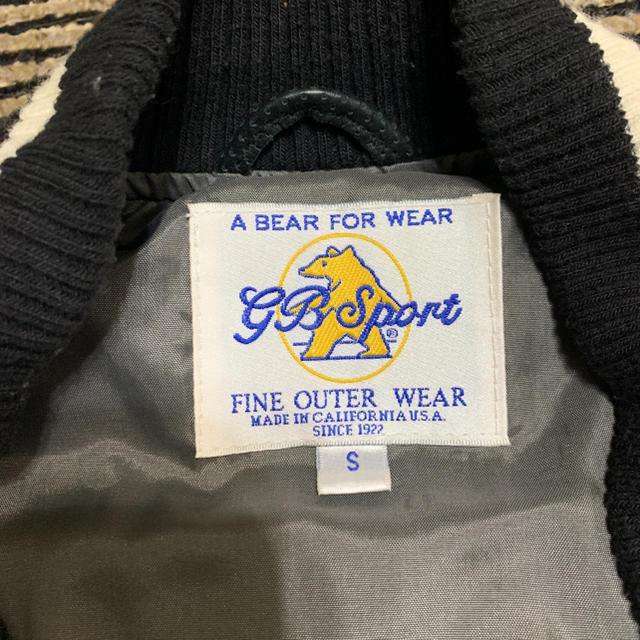 A BEAR FOR WEAR
GB Sport®
FINE OUTER WEAR
MADE IN CALIFORNIA U.S.A.
SINCE 1922
S